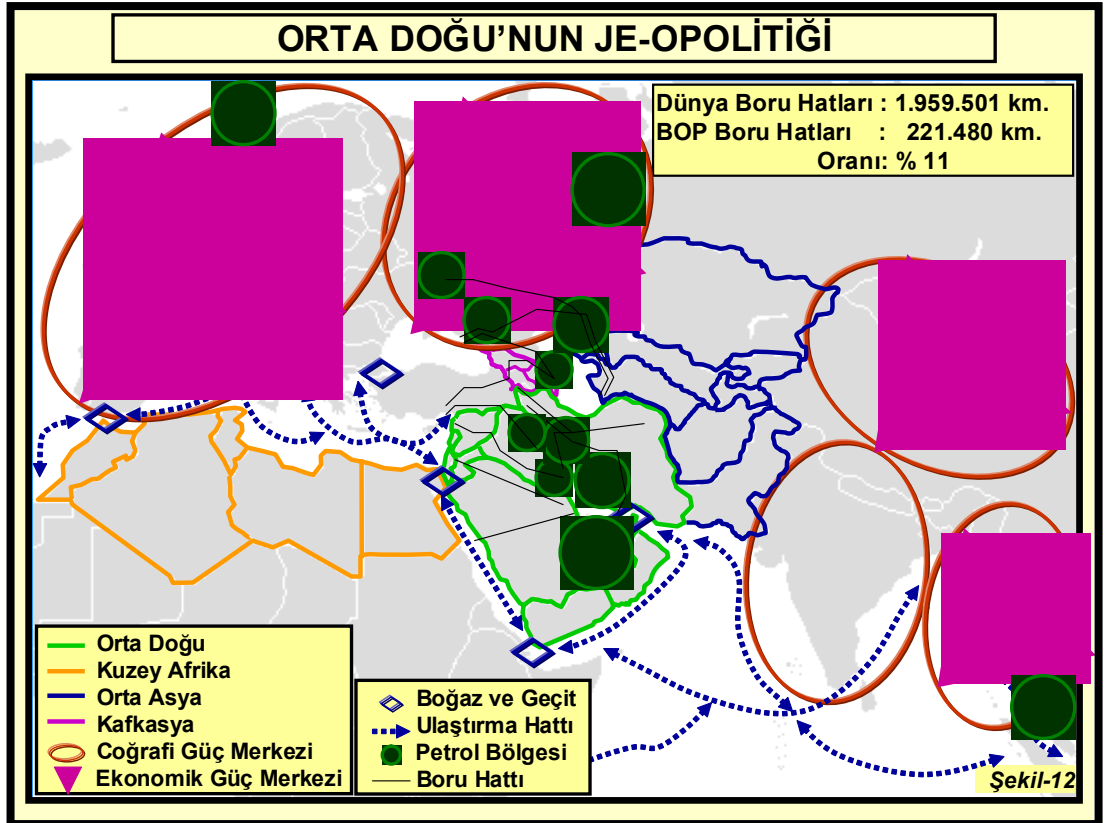 ORTA DOĞU’NUN JE-OPOLİTİĞİ
Dünya Boru Hatları : 1.959.501 km.
BOP Boru Hatları : 221.480 km.
Oranı: % 11
Orta Doğu
Kuzey Afrika
Orta Asya
Kafkasya
Coğrafi Güç Merkezi
Ekonomik Güç Merkezi
Boğaz ve Geçit
Ulaştırma Hattı
Petrol Bölgesi
Boru Hattı
Şekil-12